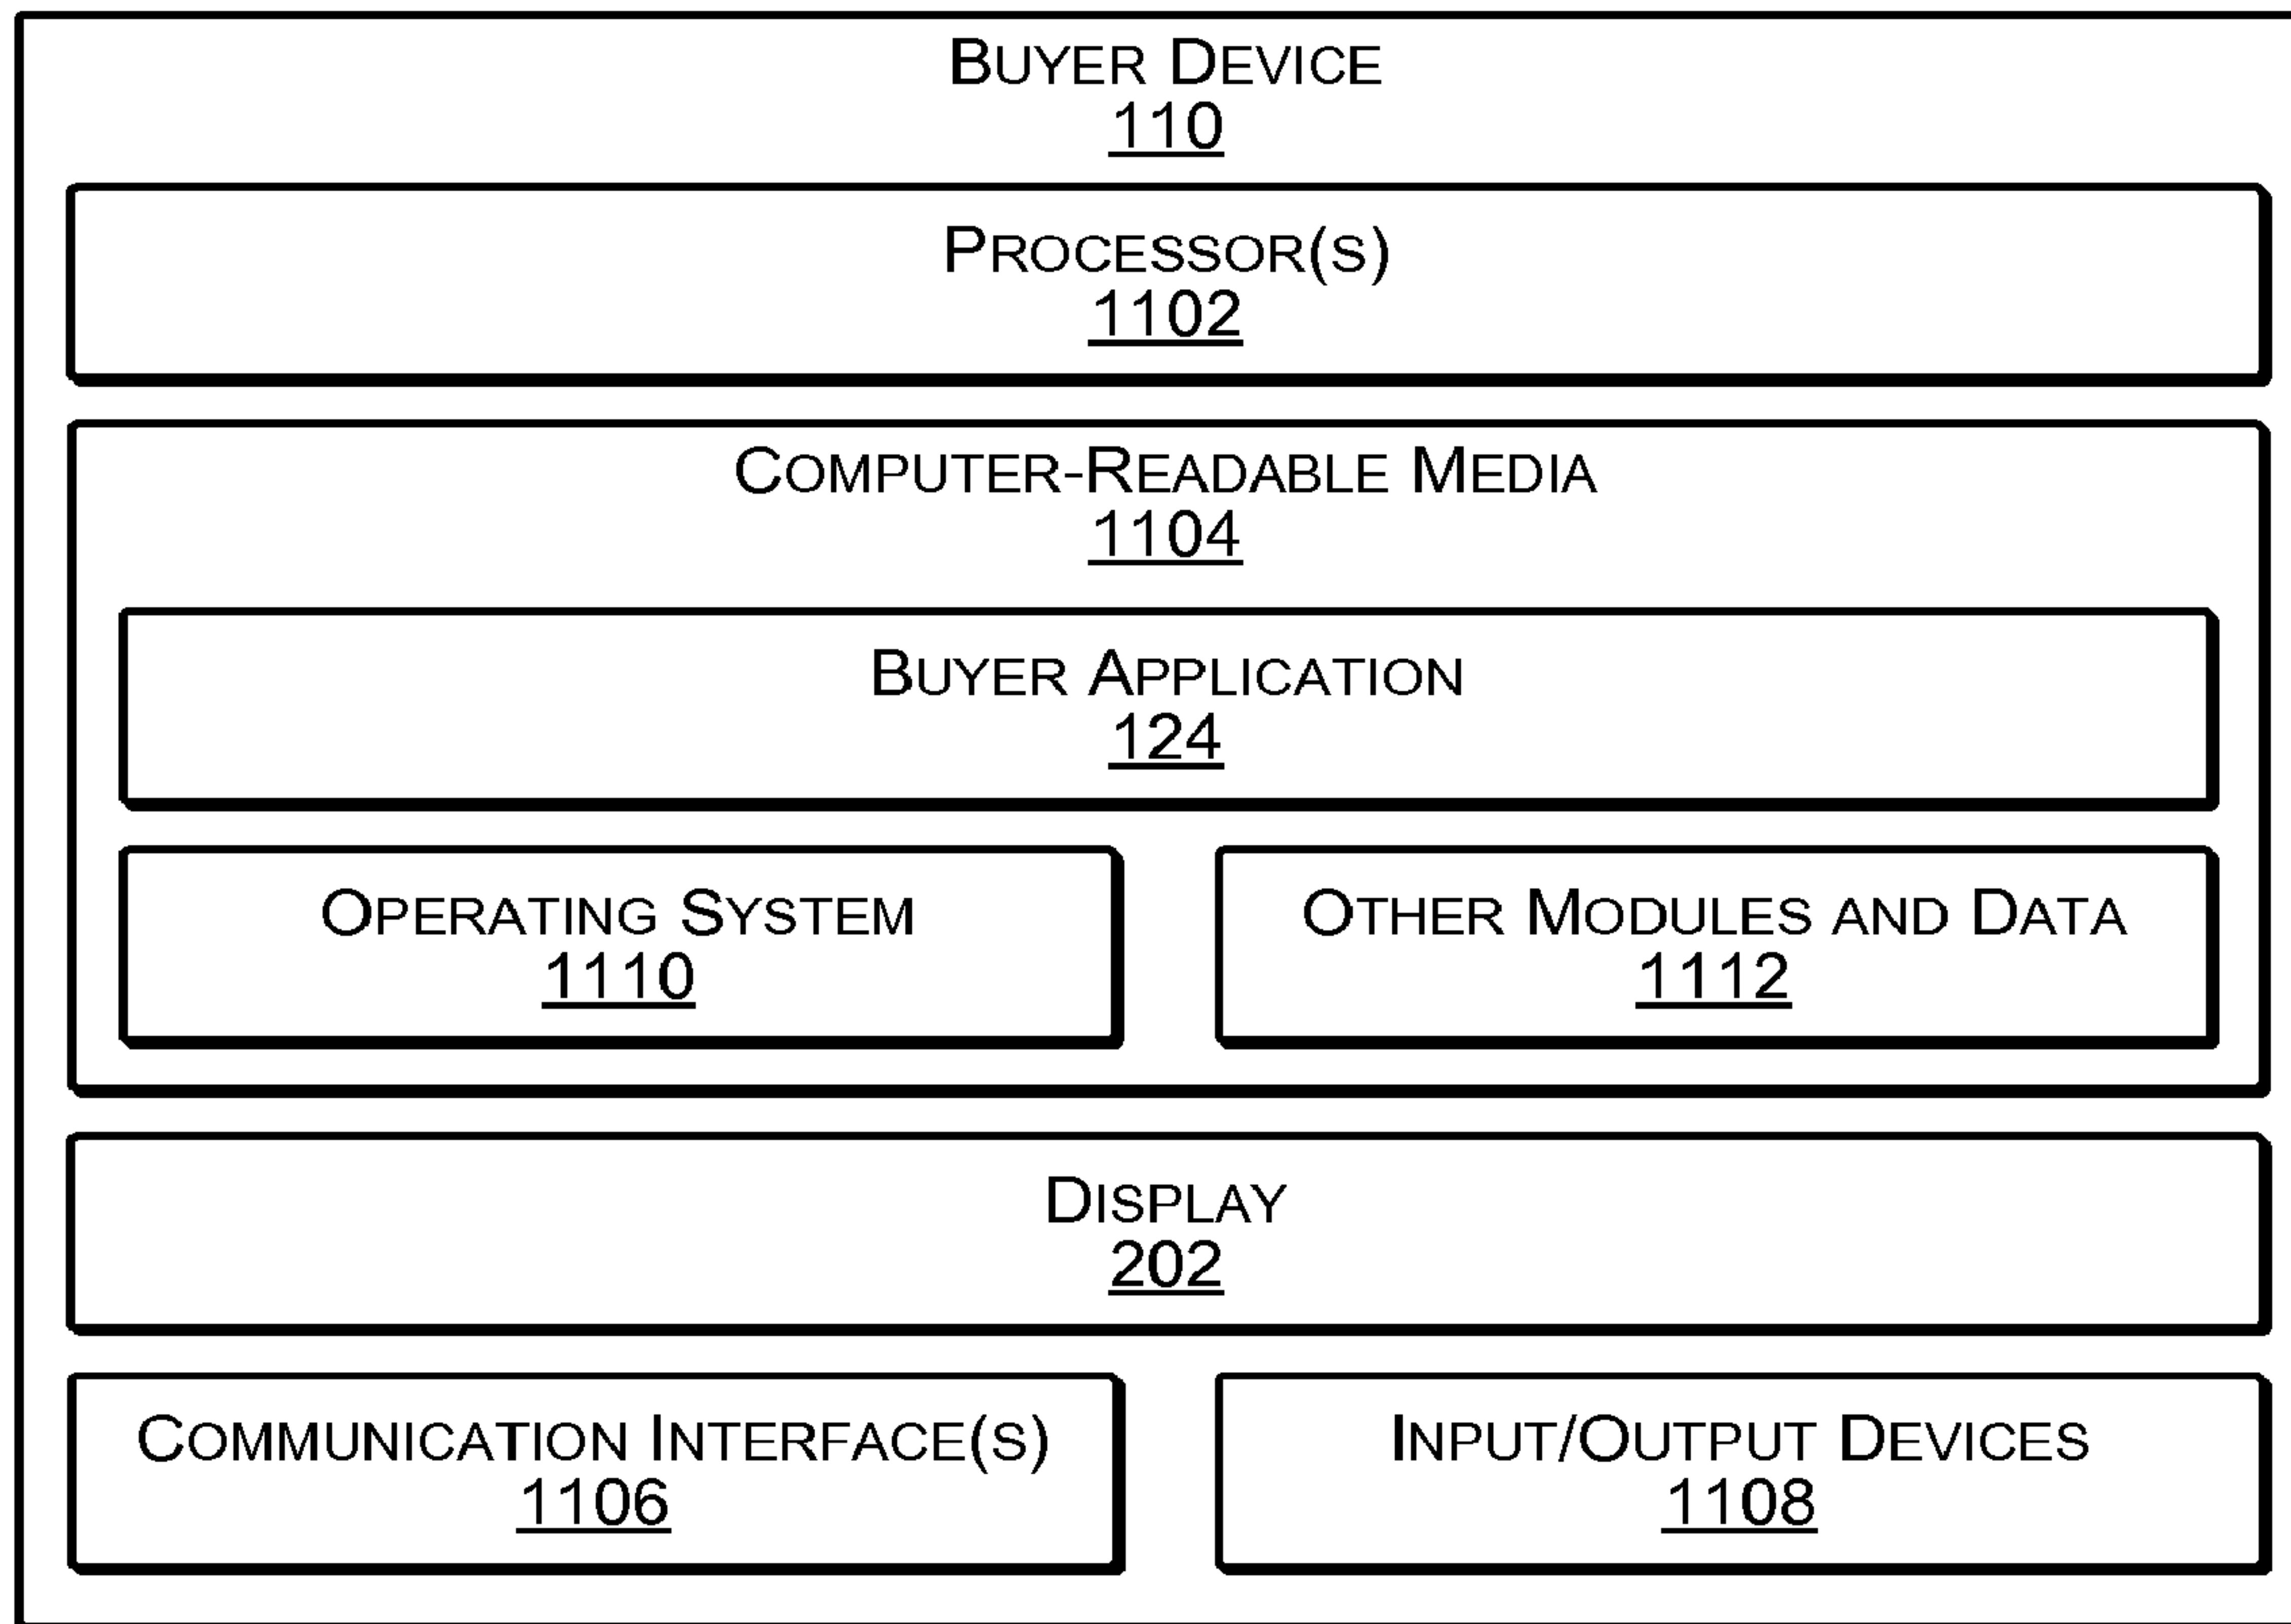 BUYER DEVICE
110
PROCESSOR(S)
1102
COMPUTER-READABLE MEDIA
1104
BUYER APPLICATION
124
OPERATING SYSTEM
1110
OTHER MODULES AND DATA
1112
DISPLAY
202
COMMUNICATION INTERFACE(S)
1106
INPUT/OUTPUT DEVICES
1108